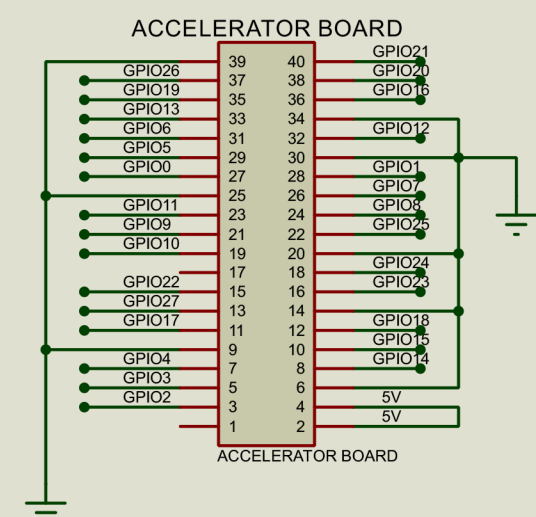 ACCELERATOR BOARD
39 40 GPIO21
GPIO26 37 38 GPIO20
GPIO19 35 36 GPIO16
GPIO13 33 34
GPIO6 31 32 GPIO12
GPIO5 29 30
GPIO0 27 28 GPIO1
25 26 GPIO7
GPIO11 23 24 GPIO8
GPIO9 21 22 GPIO25
GPIO10 19 20
17 18 GPIO24
GPIO22 15 16 GPIO23
GPIO27 13 14
GPIO17 11 12 GPIO18
9 10 GPIO15
GPIO4 7 8 GPIO14
GPIO3 5 6
GPIO2 3 4 5V
1 2 5V
ACCELERATOR BOARD